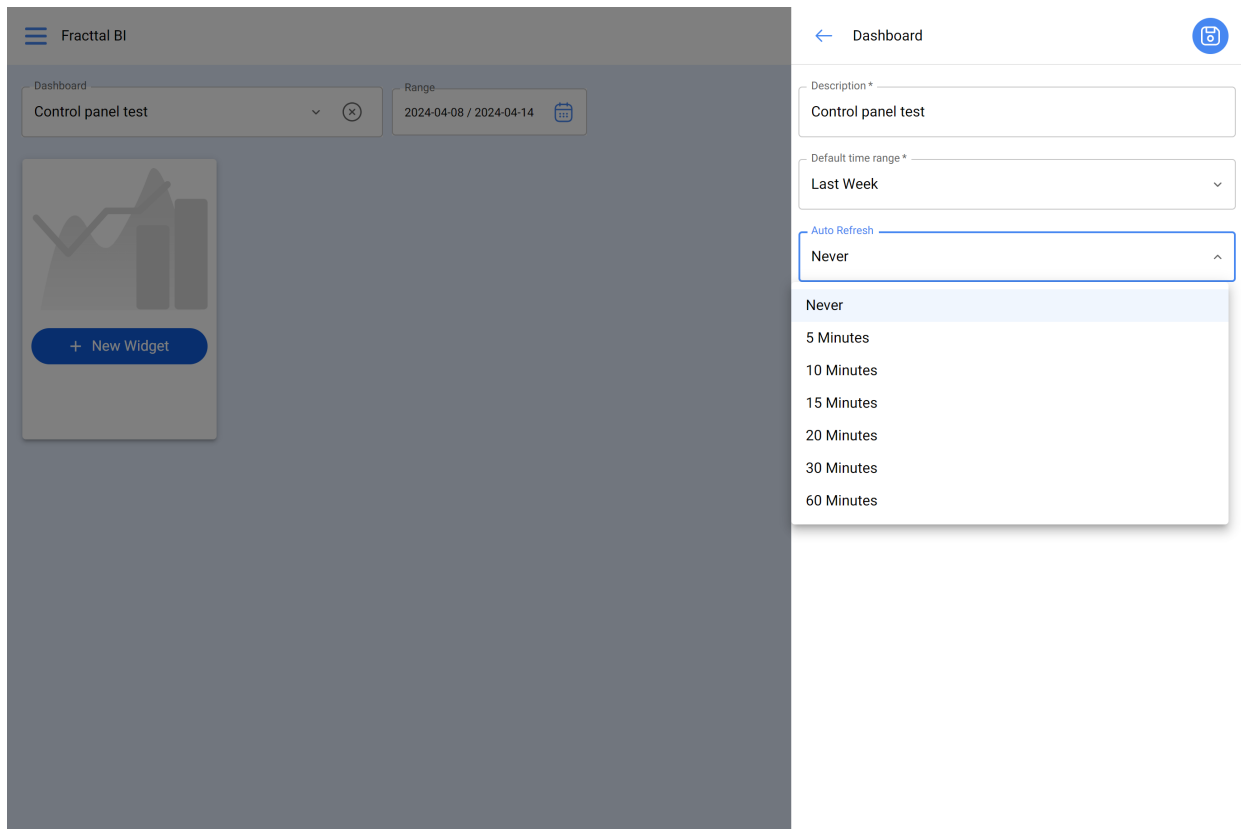 Fracttal BI
Dashboard
Control panel test
Range
2024-04-08 / 2024-04-14
New Widget
Dashboard
Description *
Control panel test
Default time range *
Last Week
Auto Refresh
Never
Never
5 Minutes
10 Minutes
15 Minutes
20 Minutes
30 Minutes
60 Minutes